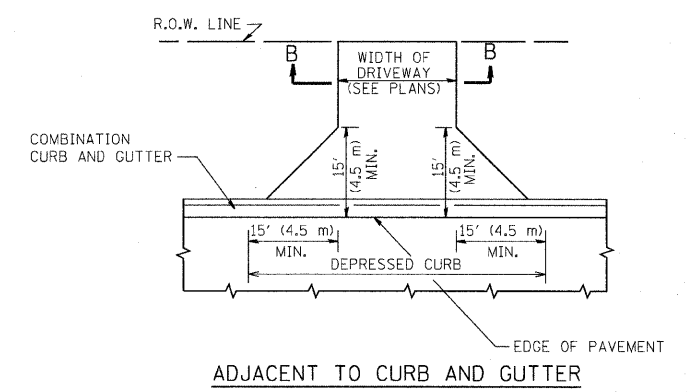 R.O.W. LINE
B
B
WIDTH OF
DRIVEWAY
(SEE PLANS)
COMBINATION
CURB AND GUTTER
15'
(4.5 m)
MIN.
15'
(4.5 m)
MIN.
15' (4.5 m)
MIN.
15' (4.5 m)
MIN.
DEPRESSED CURB
EDGE OF PAVEMENT
ADJACENT TO CURB AND GUTTER